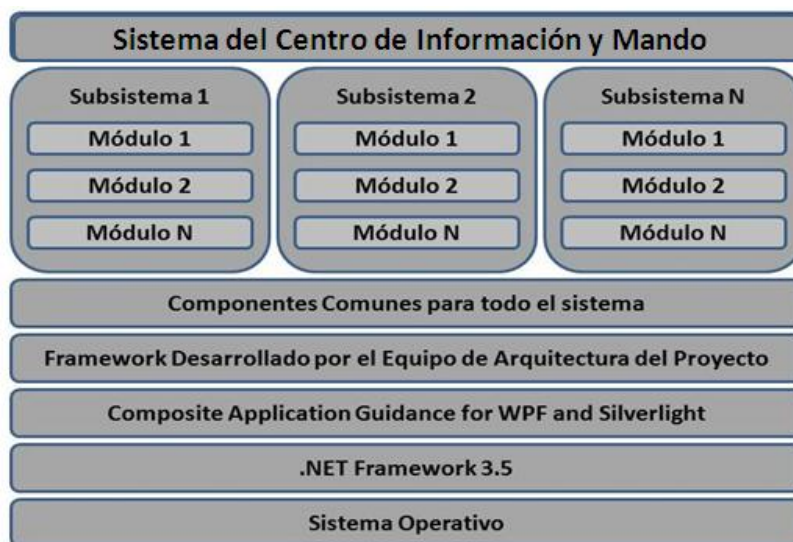 Sistema del Centro de Información y Mando
Subsistema 1
Módulo 1
Módulo 2
Módulo N
Subsistema 2
Módulo 1
Módulo 2
Módulo N
Subsistema N
Módulo 1
Módulo 2
Módulo N
Componentes Comunes para todo el sistema
Framework Desarrollado por el Equipo de Arquitectura del Proyecto
Composite Application Guidance for WPF and Silverlight
.NET Framework 3.5
Sistema Operativo